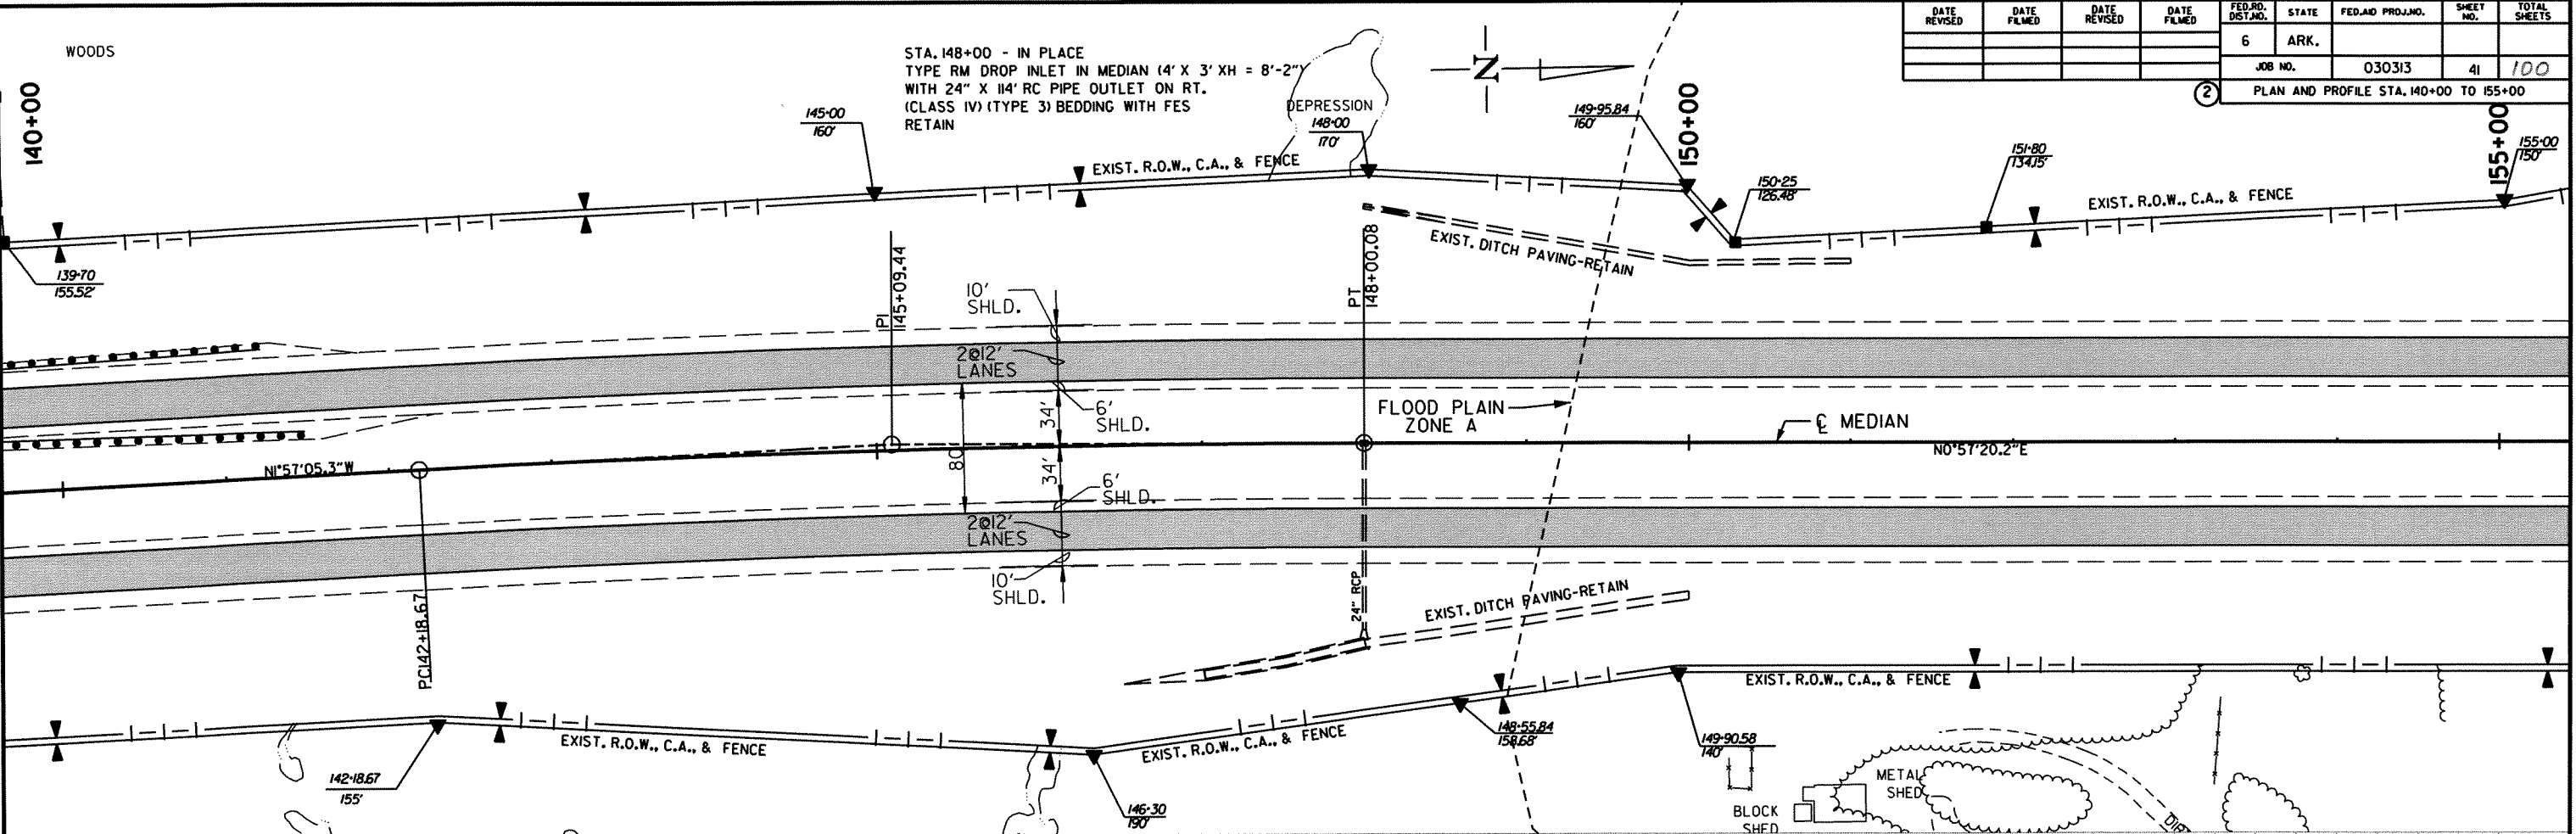 WOODS
140+00
STA. 148+00 - IN PLACE
TYPE RM DROP INLET IN MEDIAN (4' X 3' XH = 8'-2")
WITH 24" X 114' RC PIPE OUTLET ON RT.
(CLASS IV) (TYPE 3) BEDDING WITH FES
RETAIN
DATE REVISED
DATE FILMED
DATE REVISED
DATE FILMED
FED.RD. DIST.NO.
STATE
FED.AID PROJ.NO.
SHEET NO.
TOTAL SHEETS
6
ARK.
JOB NO.
030313
41
100
2
PLAN AND PROFILE STA. 140+00 TO 155+00
N
145+00
160'
DEPRESSION
148+00
170'
149+95.84
160'
150+00
155+00
155+00
150'
151+80
134.15'
150+25
126.48'
EXIST. R.O.W., C.A., & FENCE
EXIST. R.O.W., C.A., & FENCE
139+70
155.52'
EXIST. DITCH PAVING-RETAIN
PI
145+09.44
PT
148+00.08
10'
SHLD.
2@12'
LANES
6'
SHLD.
34'
80
34'
FLOOD PLAIN
ZONE A
℄ MEDIAN
N1°57'05.3"W
N0°57'20.2"E
6'
SHLD.
2@12'
LANES
10'
SHLD.
PC142+18.67
24" RCP
EXIST. DITCH PAVING-RETAIN
EXIST. R.O.W., C.A., & FENCE
EXIST. R.O.W., C.A., & FENCE
EXIST. R.O.W., C.A., & FENCE
142+18.67
155'
146+30
190'
148+55.84
158.68'
149+90.58
140'
METAL
SHED
BLOCK
SHED